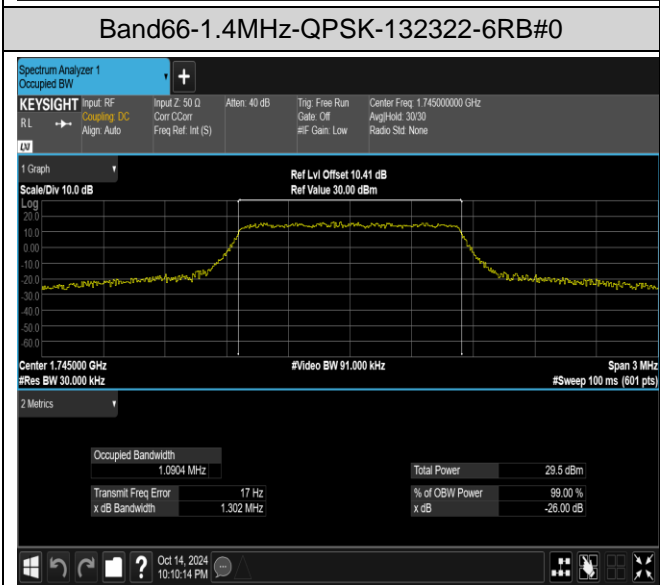 Band66-1.4MHz-QPSK-132322-6RB#0
Spectrum Analyzer 1
Occupied BW
+
KEYSIGHT Input: RF Input Z: 50 Ω Atten: 40 dB Trig: Free Run Center Freq: 1.745000000 GHz
RL Coupling: DC Corr CCorr Gate: Off Avg|Hold: 30/30
Align: Auto Freq Ref: Int (S) #IF Gain: Low Radio Std: None
LXI
1 Graph
Ref Lvl Offset 10.41 dB
Scale/Div 10.0 dB Ref Value 30.00 dBm
Log
20.0
10.0
0.00
-10.0
-20.0
-30.0
-40.0
-50.0
-60.0
Center 1.745000 GHz #Video BW 91.000 kHz Span 3 MHz
#Res BW 30.000 kHz #Sweep 100 ms (601 pts)
2 Metrics
Occupied Bandwidth
1.0904 MHz Total Power 29.5 dBm
Transmit Freq Error 17 Hz % of OBW Power 99.00 %
x dB Bandwidth 1.302 MHz x dB -26.00 dB
? Oct 14, 2024
10:10:14 PM